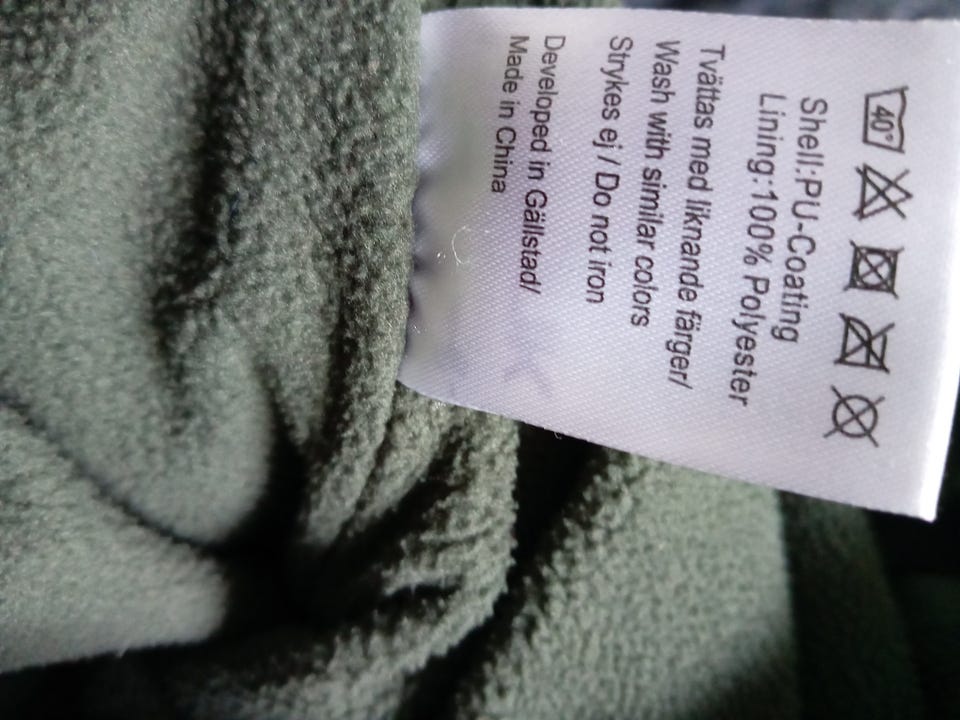 40°
Shell:PU-Coating
Lining:100% Polyester
Tvättas med liknande färger/
Wash with similar colors
Strykes ej / Do not iron
Developed in Gällstad/
Made in China